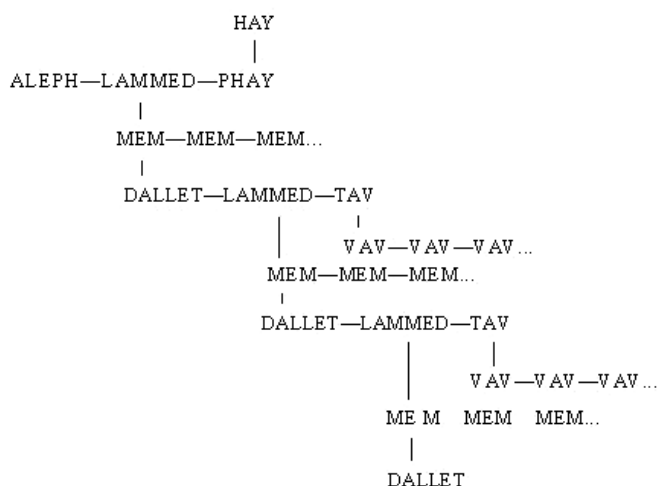 HAY
ALEPH—LAMMED—PHAY
MEM—MEM—MEM...
DALLET—LAMMED—TAV
VAV—VAV—VAV...
MEM—MEM—MEM...
DALLET—LAMMED—TAV
VAV—VAV—VAV...
ME M MEM MEM...
DALLET